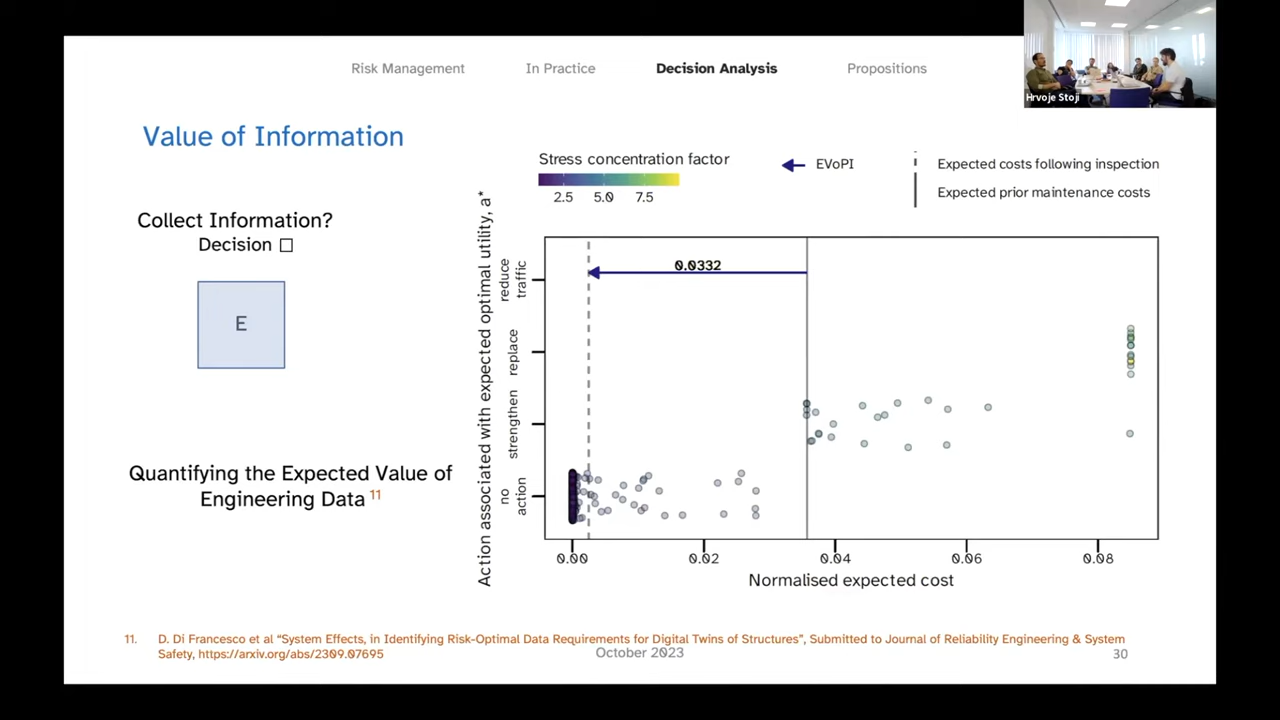 Risk Management In Practice Decision Analysis Propositions
Hrvoje Stoji
Value of Information
Collect Information?
Decision □
E
Quantifying the Expected Value of
Engineering Data 11
Stress concentration factor
2.5 5.0 7.5
EVoPI
Expected costs following inspection
Expected prior maintenance costs
Action associated with expected optimal utility, a*
reduce
traffic
replace
strengthen
no
action
0.0332
0.00 0.02 0.04 0.06 0.08
Normalised expected cost
11. D. Di Francesco et al “System Effects, in Identifying Risk-Optimal Data Requirements for Digital Twins of Structures”, Submitted to Journal of Reliability Engineering & System
Safety, https://arxiv.org/abs/2309.07695
October 2023
30